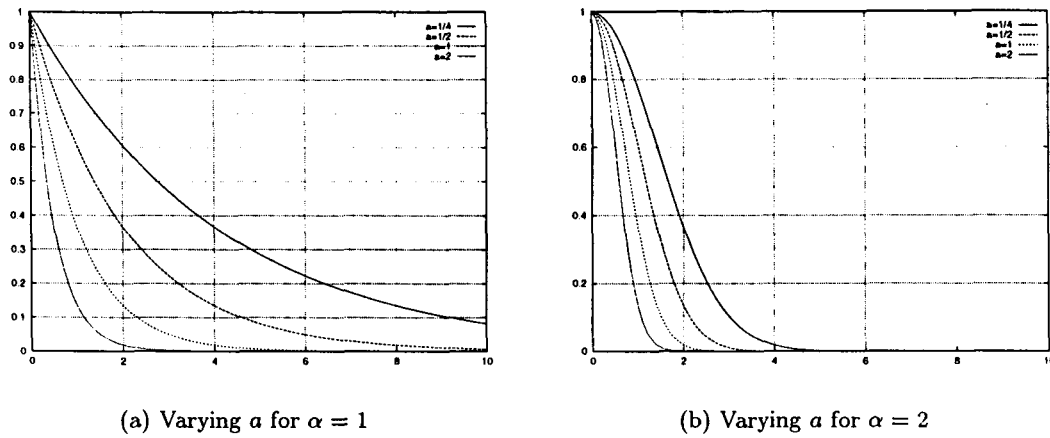 1
0.9
0.8
0.7
0.6
0.5
0.4
0.3
0.2
0.1
0
0 2 4 6 8 10
a=1/4
a=1/2
a=1
a=2
1
0.8
0.6
0.4
0.2
0
0 2 4 6 8 10
a=1/4
a=1/2
a=1
a=2
(a) Varying a for α = 1
(b) Varying a for α = 2